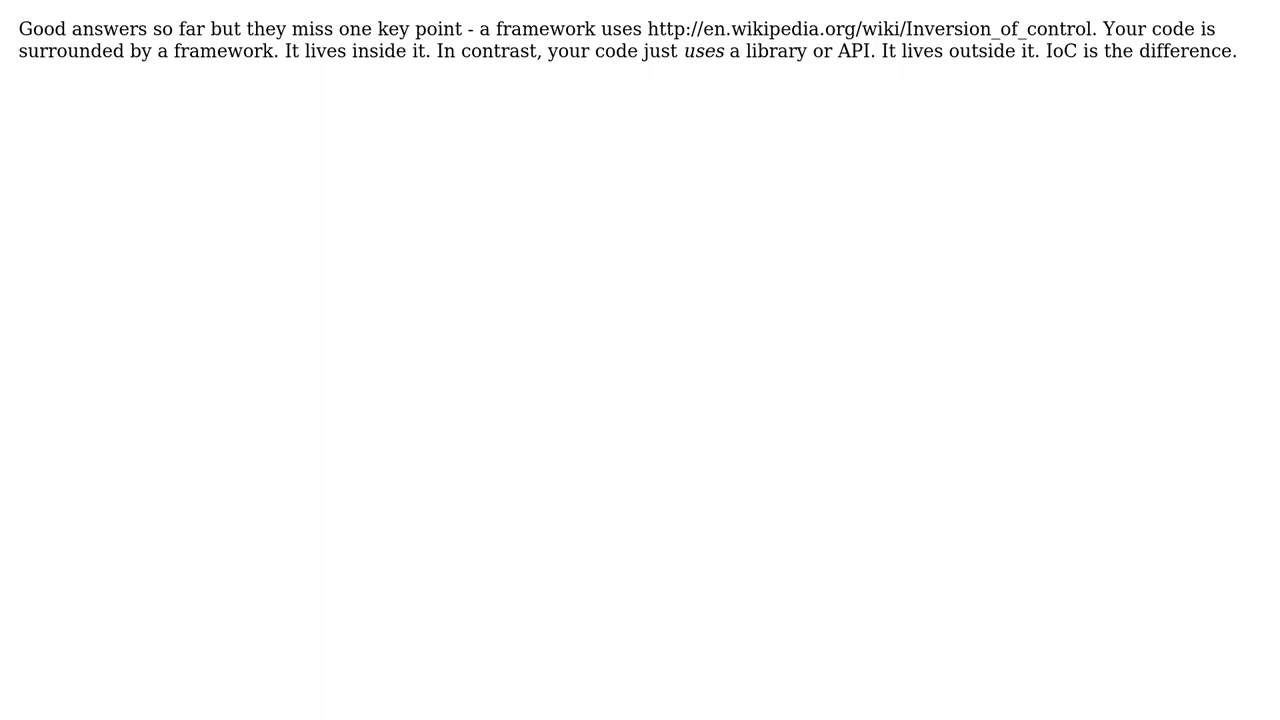 Good answers so far but they miss one key point - a framework uses http://en.wikipedia.org/wiki/Inversion_of_control. Your code is
surrounded by a framework. It lives inside it. In contrast, your code just uses a library or API. It lives outside it. IoC is the difference.